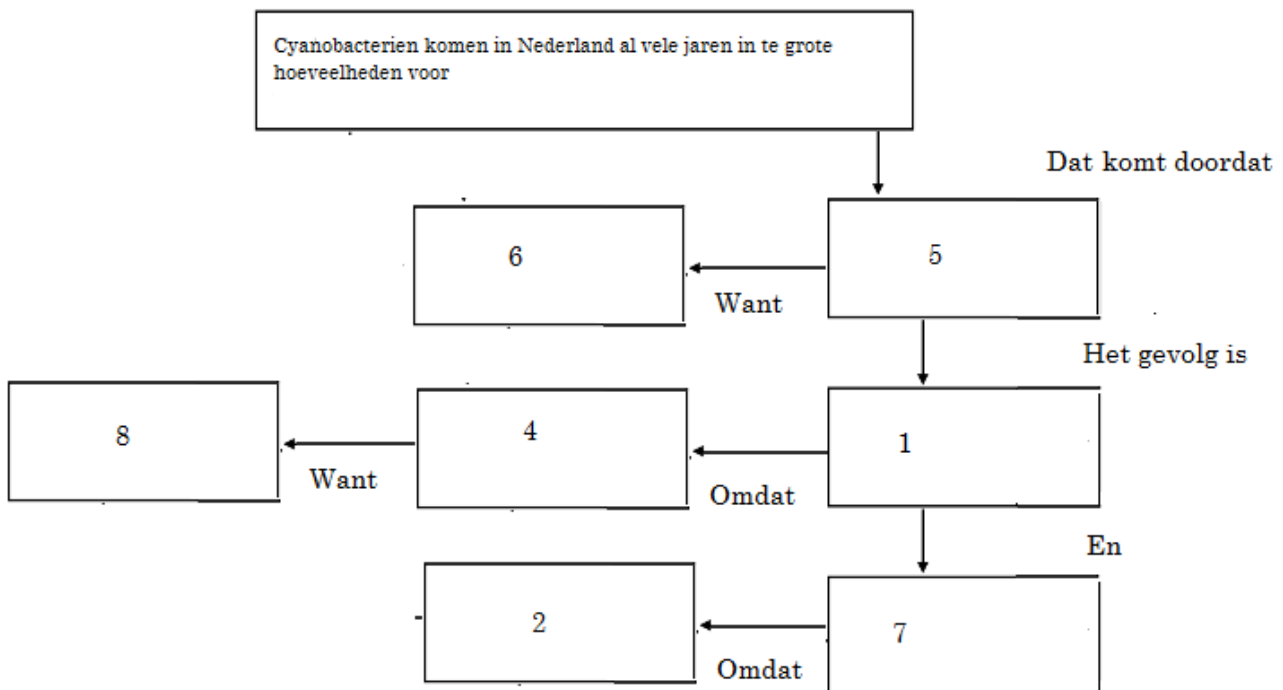 Cyanobacterien komen in Nederland al vele jaren in te grote
hoeveelheden voor
Dat komt doordat
6
5
Want
Het gevolg is
8
4
1
Want
Omdat
En
2
7
Omdat